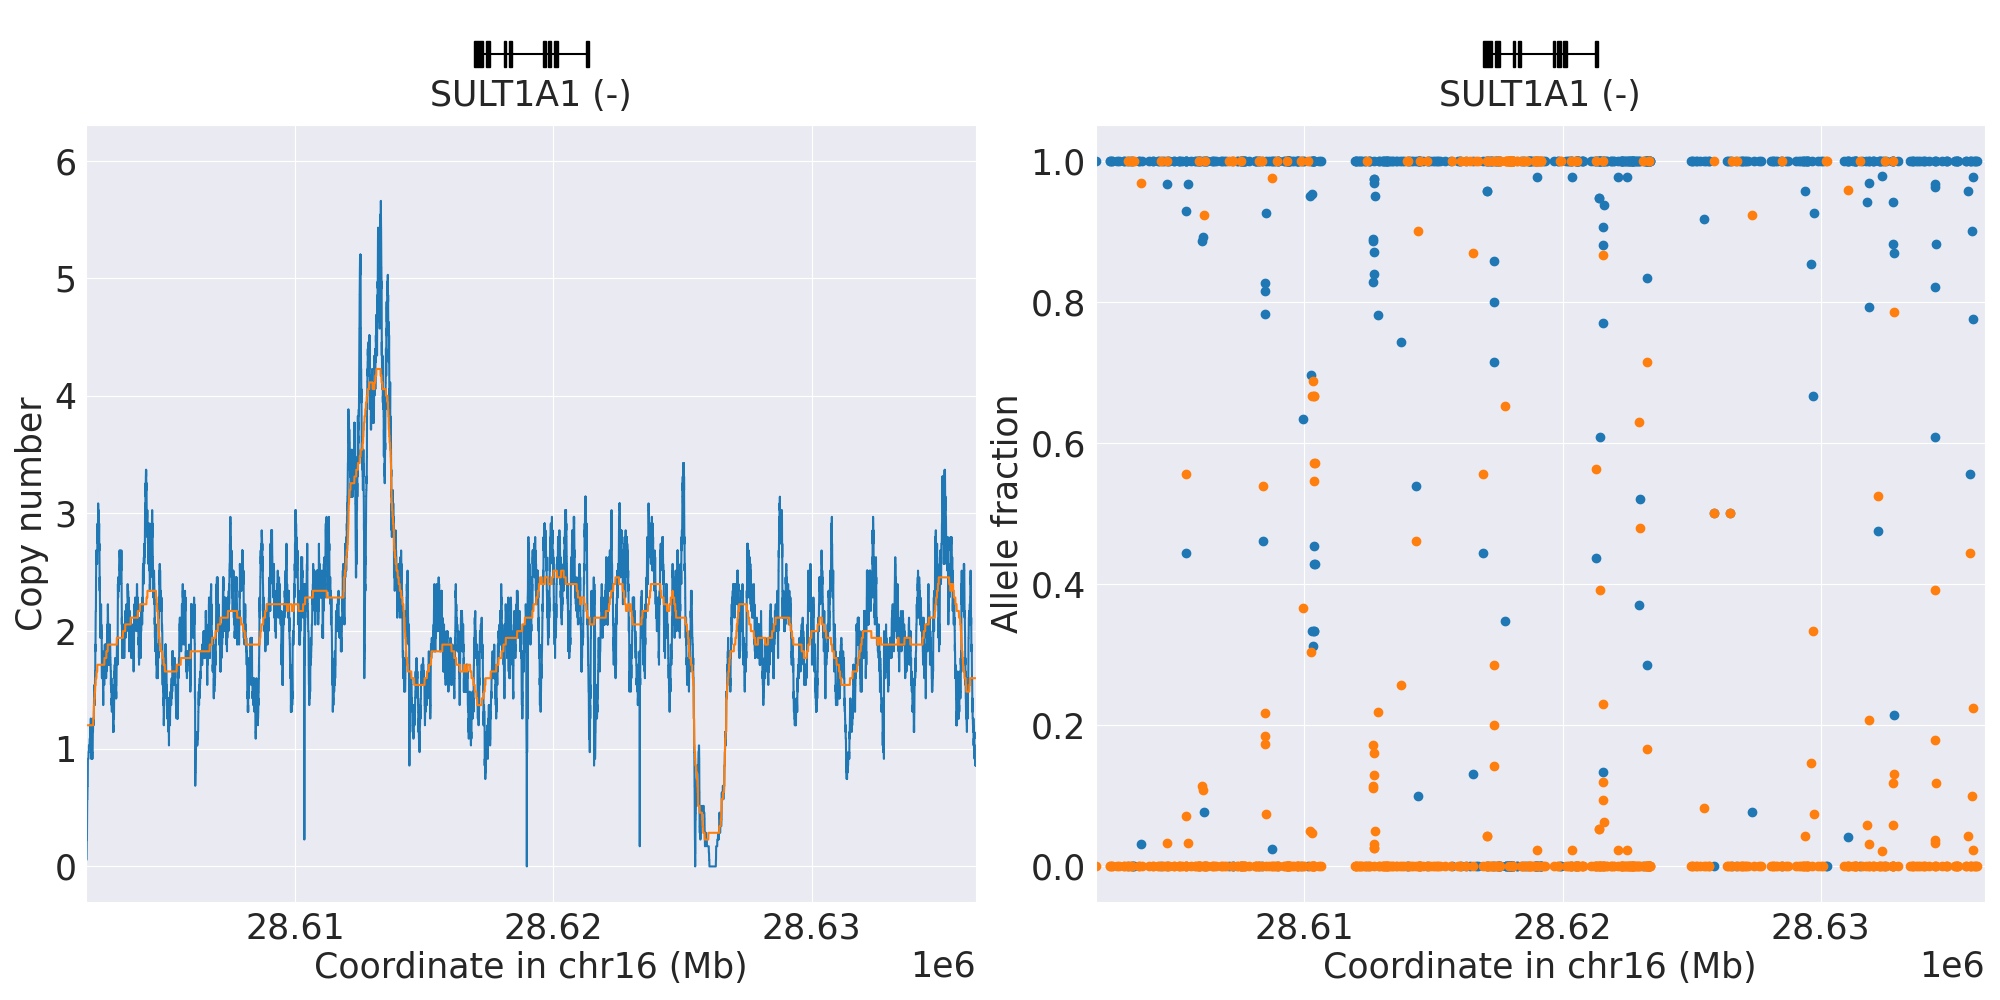 SULT1A1 (-)
6
5
4
3
2
1
0
Copy number
28.61
28.62
28.63
Coordinate in chr16 (Mb)
1e6
SULT1A1 (-)
1.0
0.8
0.6
0.4
0.2
0.0
Allele fraction
28.61
28.62
28.63
Coordinate in chr16 (Mb)
1e6